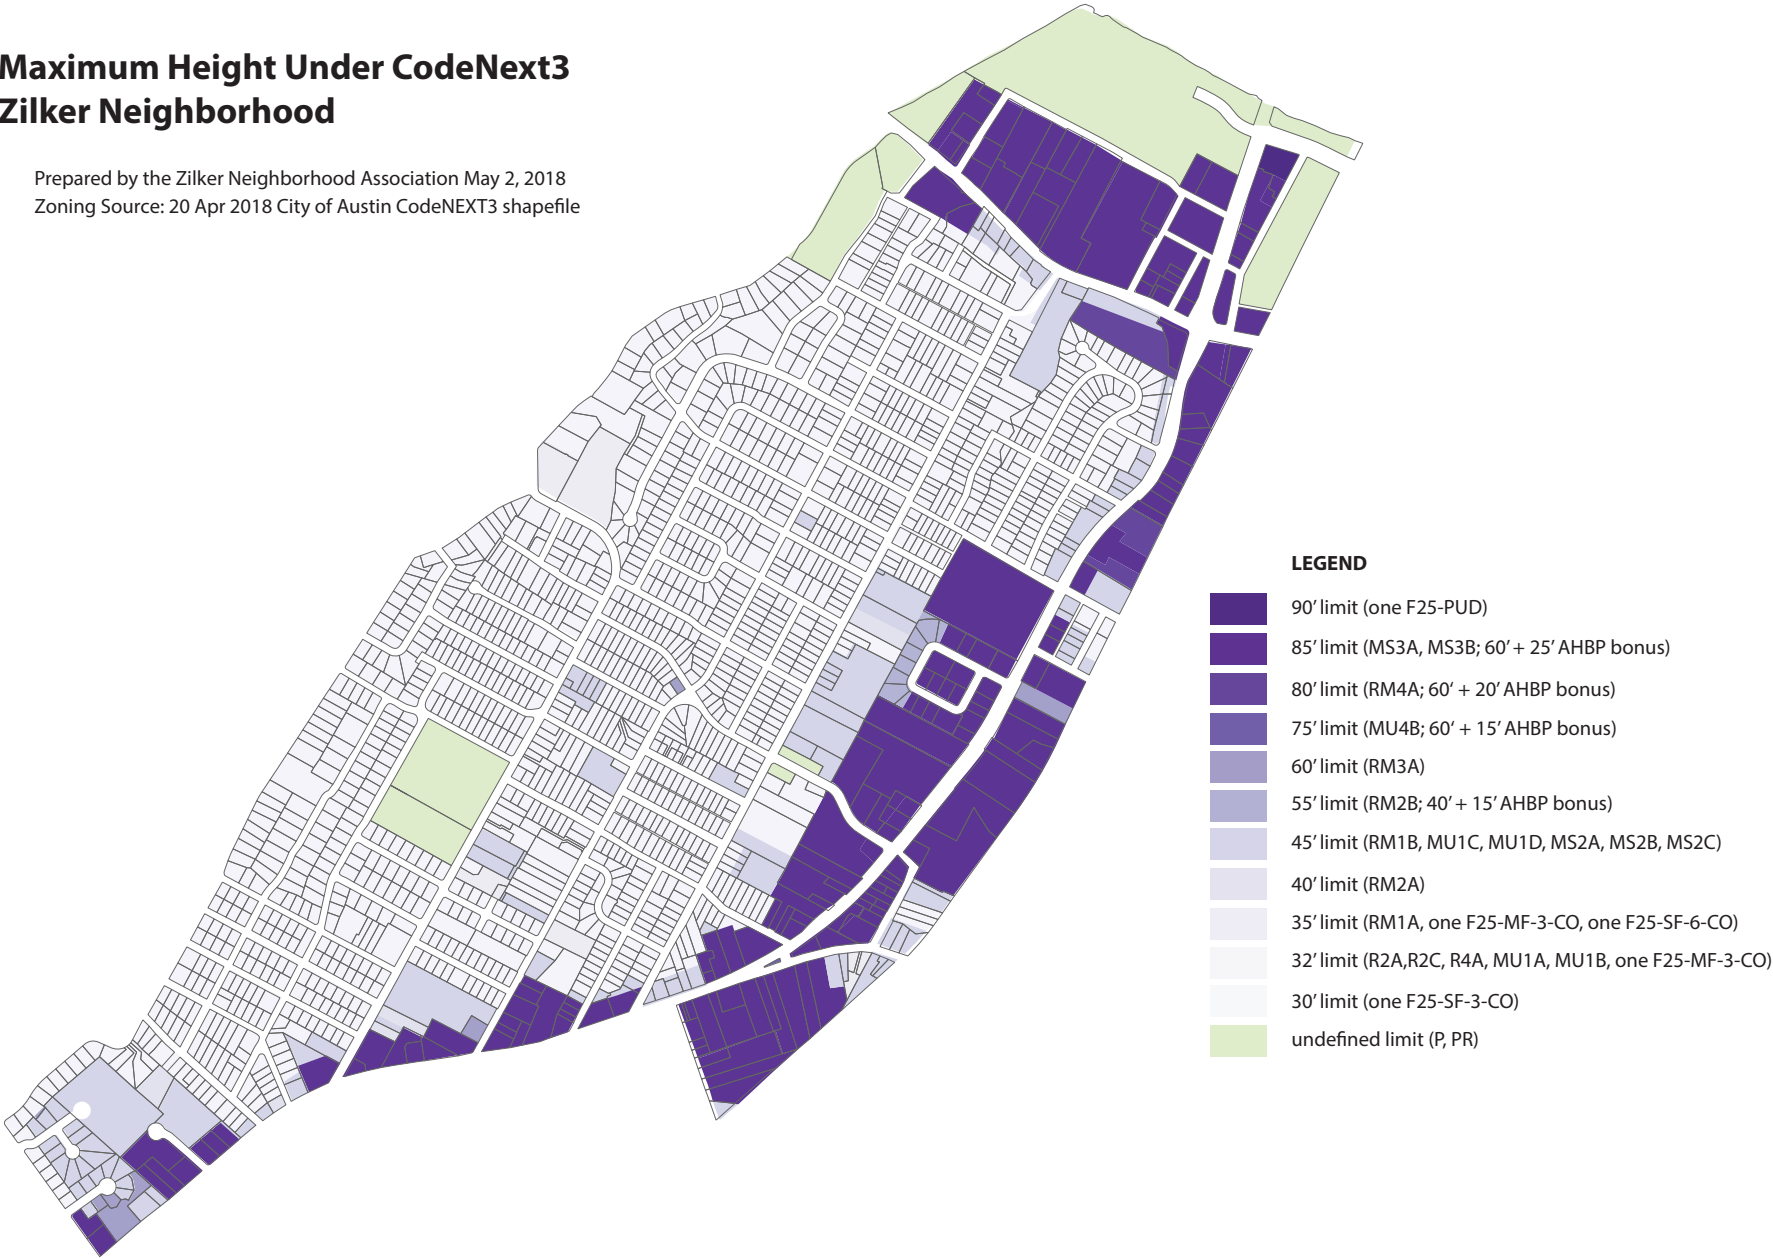 Maximum Height Under CodeNext3
Zilker Neighborhood
Prepared by the Zilker Neighborhood Association May 2, 2018
Zoning Source: 20 Apr 2018 City of Austin CodeNEXT3 shapefile
LEGEND
90’ limit (one F25-PUD)
85’ limit (MS3A, MS3B; 60’ + 25’ AHBP bonus)
80’ limit (RM4A; 60‘ + 20’ AHBP bonus)
75’ limit (MU4B; 60’ + 15’ AHBP bonus)
60’ limit (RM3A)
55’ limit (RM2B; 40’ + 15’ AHBP bonus)
45’ limit (RM1B, MU1C, MU1D, MS2A, MS2B, MS2C)
40’ limit (RM2A)
35’ limit (RM1A, one F25-MF-3-CO, one F25-SF-6-CO)
32’ limit (R2A,R2C, R4A, MU1A, MU1B, one F25-MF-3-CO)
30’ limit (one F25-SF-3-CO)
undefined limit (P, PR)